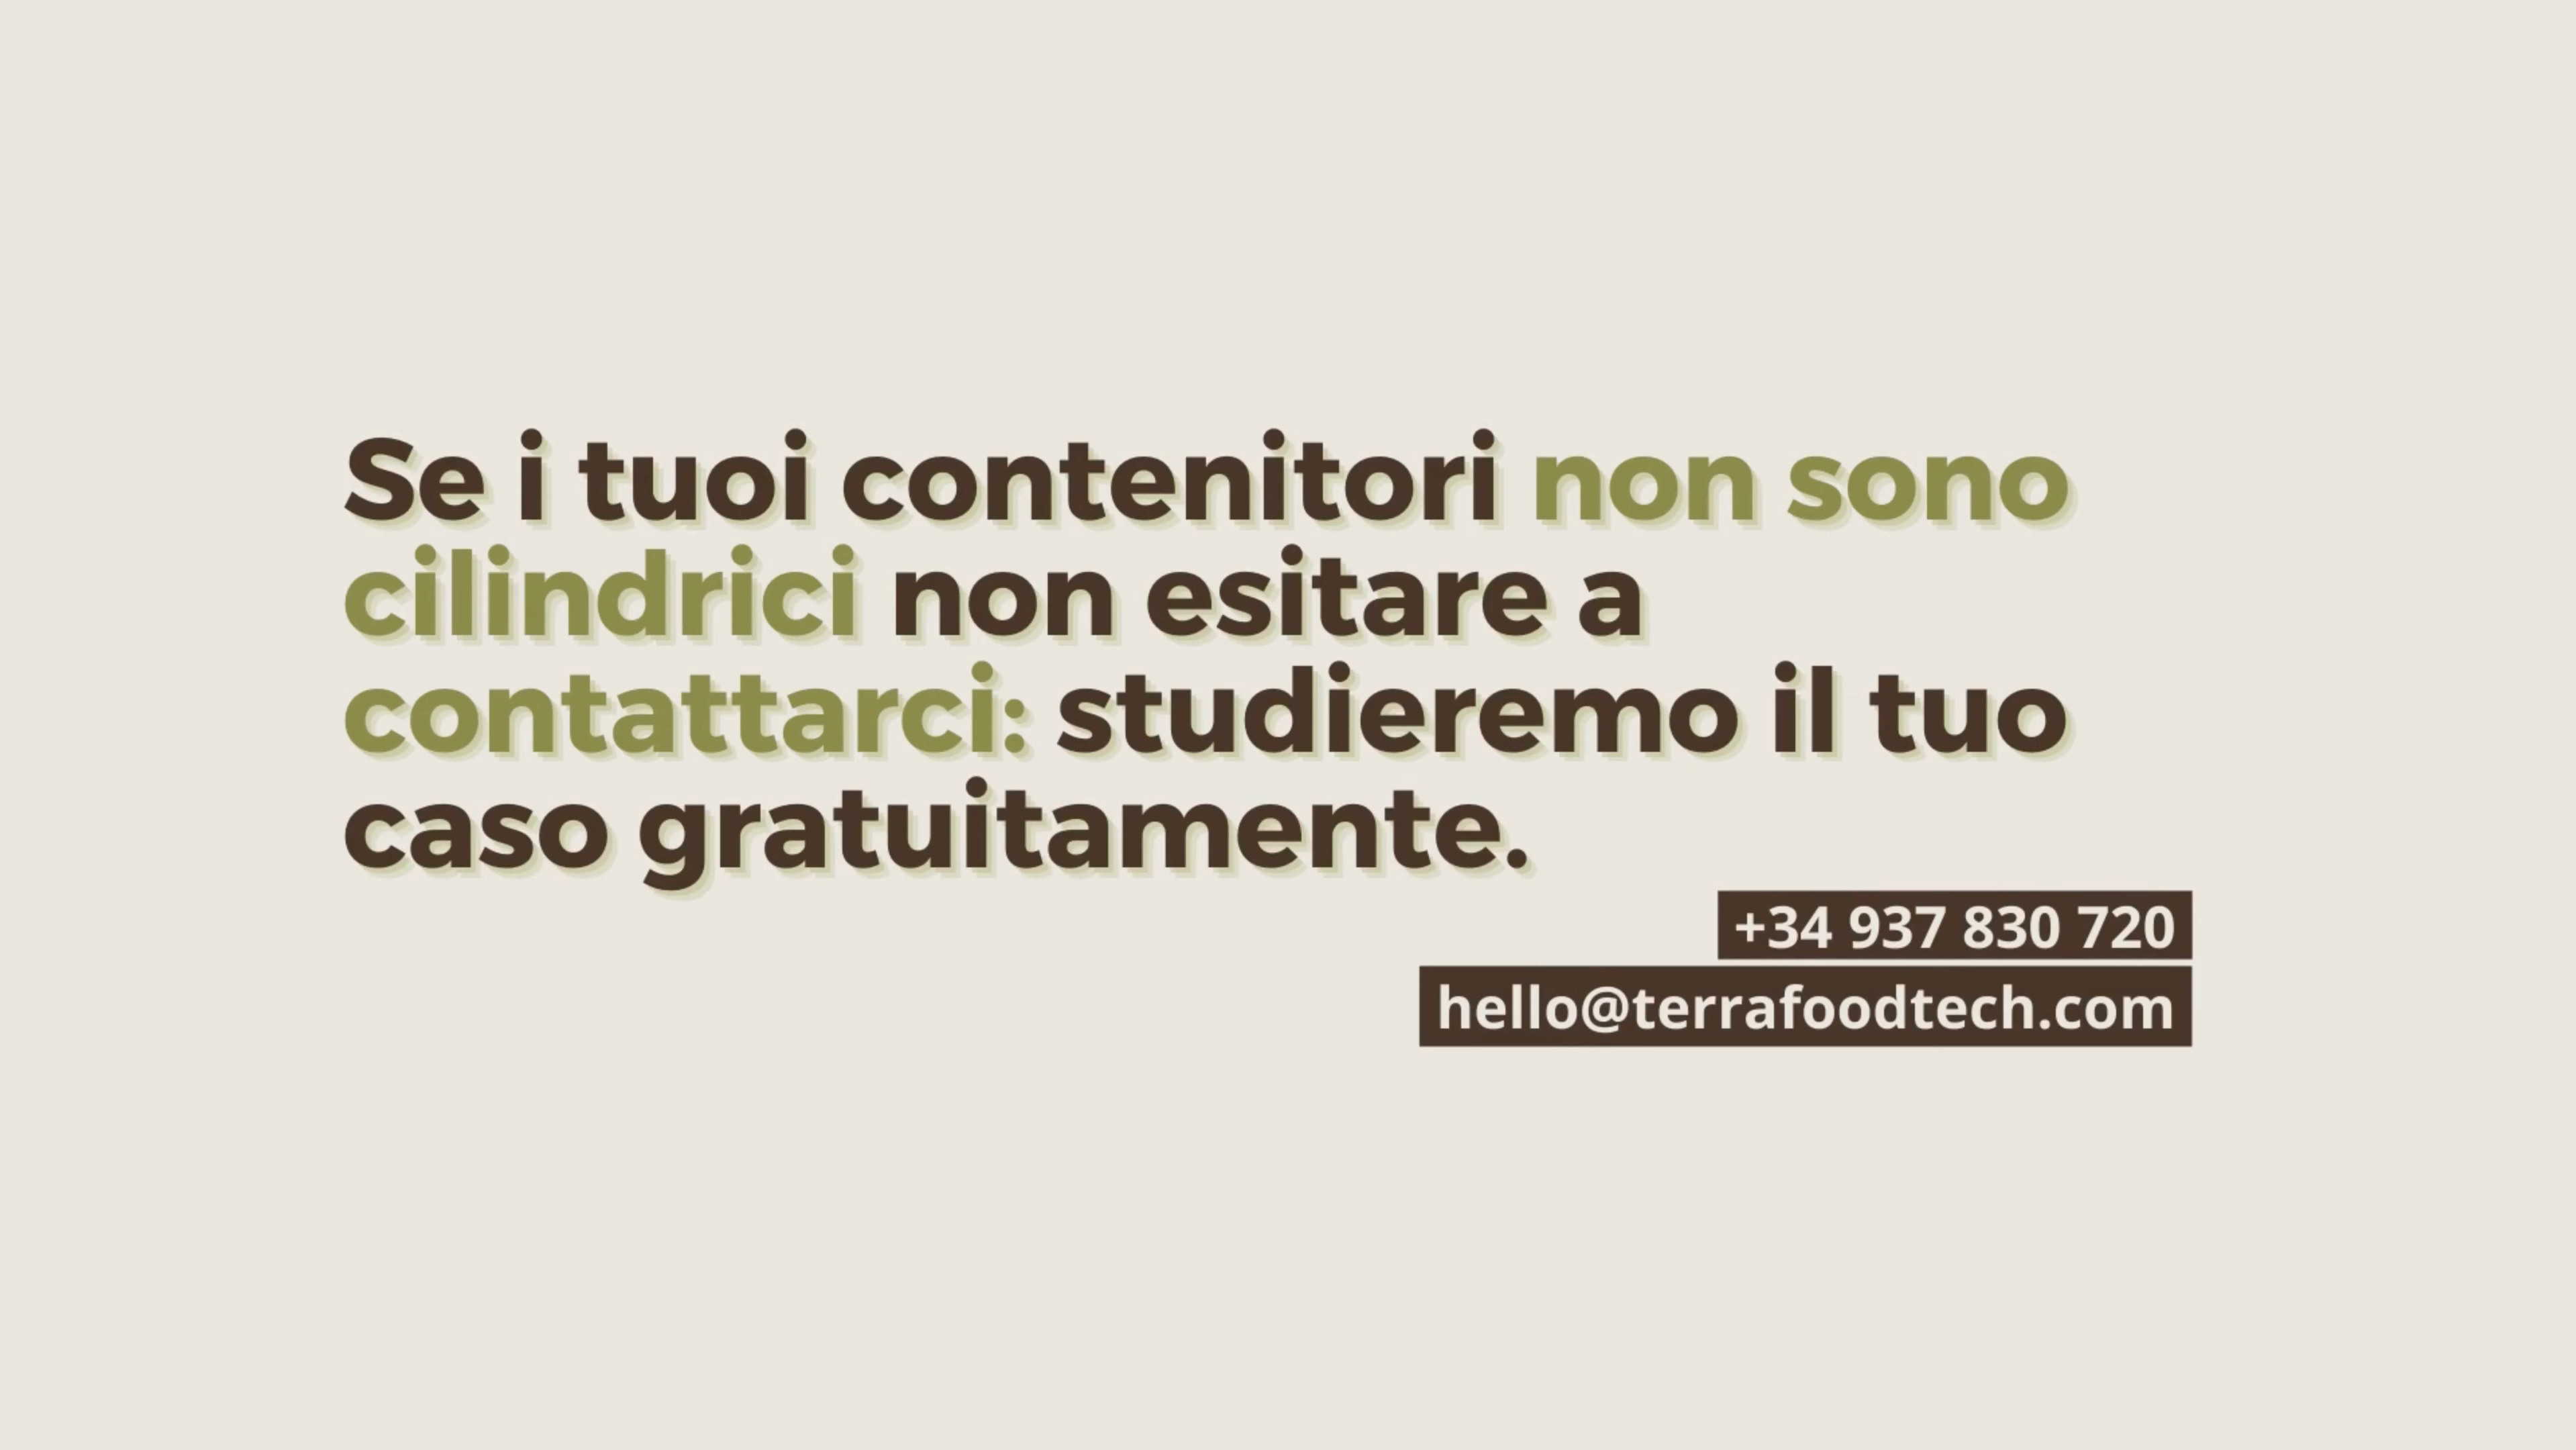 Se i tuoi contenitori non sono
cilindrici non esitare a
contattarci: studieremo il tuo
caso gratuitamente.
+34 937 830 720
hello@terrafoodtech.com